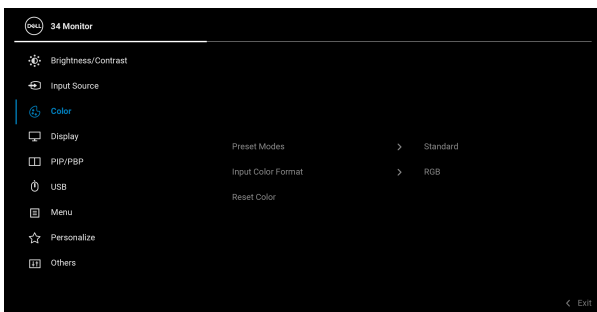 DELL 34 Monitor
Brightness/Contrast
Input Source
Color
Display
Preset Modes > Standard
PIP/PBP
Input Color Format > RGB
USB
Reset Color
Menu
Personalize
Others
< Exit